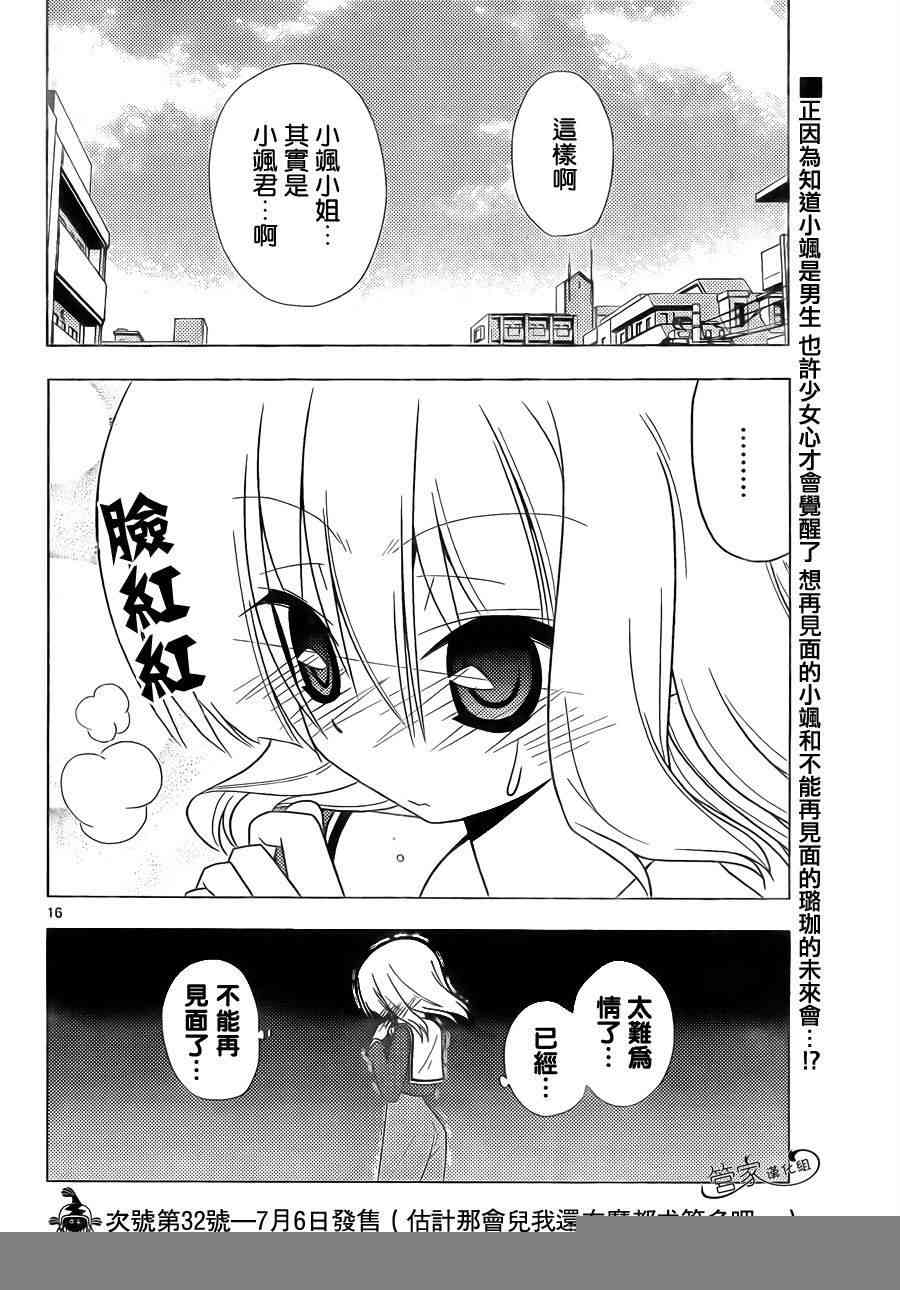 這樣啊
小颯小姐…
其實是
小颯君…啊
………
臉紅紅
太難為
情了…
已經…
不能再
見面了…
16
■正因為知道小颯是男生 也許少女心才會覺醒了 想再見面的小颯和不能再見面的璐珈的未來會…!?
管家漢化組
次號第32號—7月6日發售（估計那會兒我還在魔都